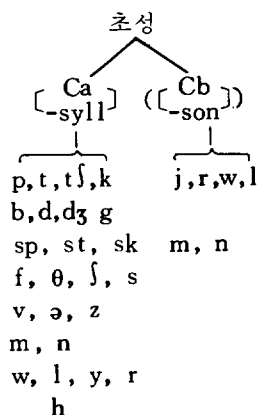 초성
Ca Cb
[-syll] ([-son])
p, t, tʃ, k j, r, w, l
b, d, dʒ g
sp, st, sk m, n
f, θ, ʃ, s
v, ə, z
m, n
w, l, y, r
h